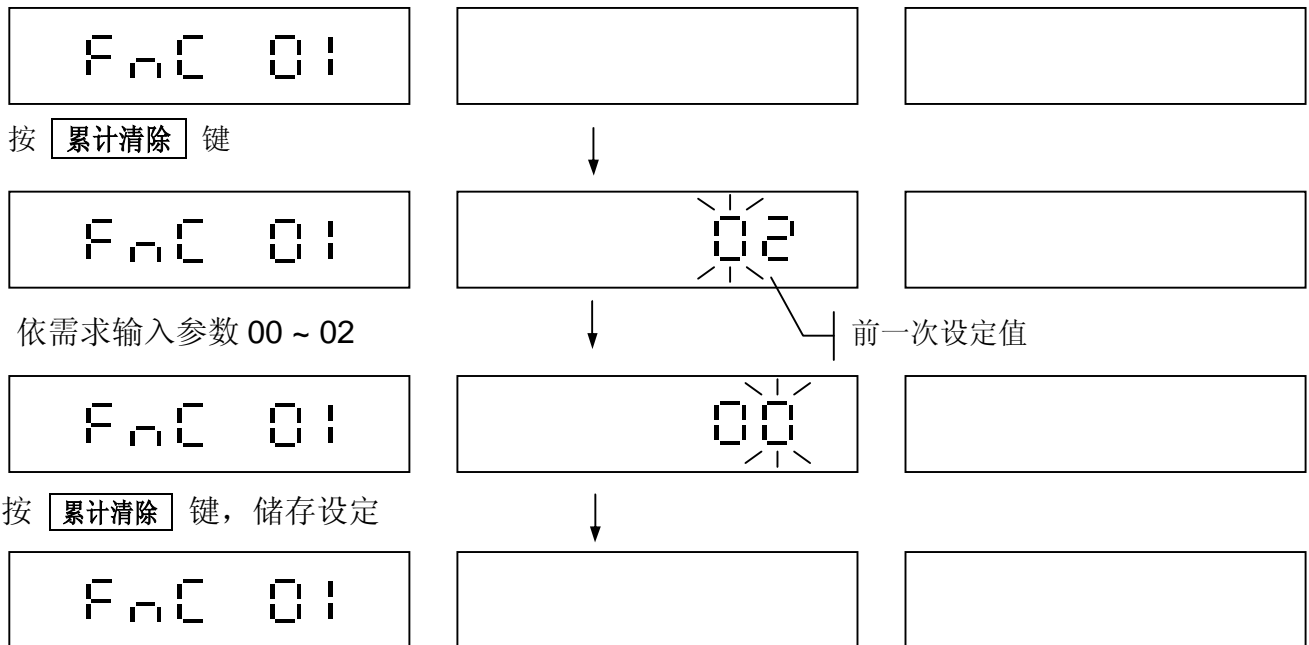 FnC 01
按 累计清除 键
FnC 01 02
依需求输入参数 00 ~ 02
前一次设定值
FnC 01 00
按 累计清除 键，储存设定
FnC 01